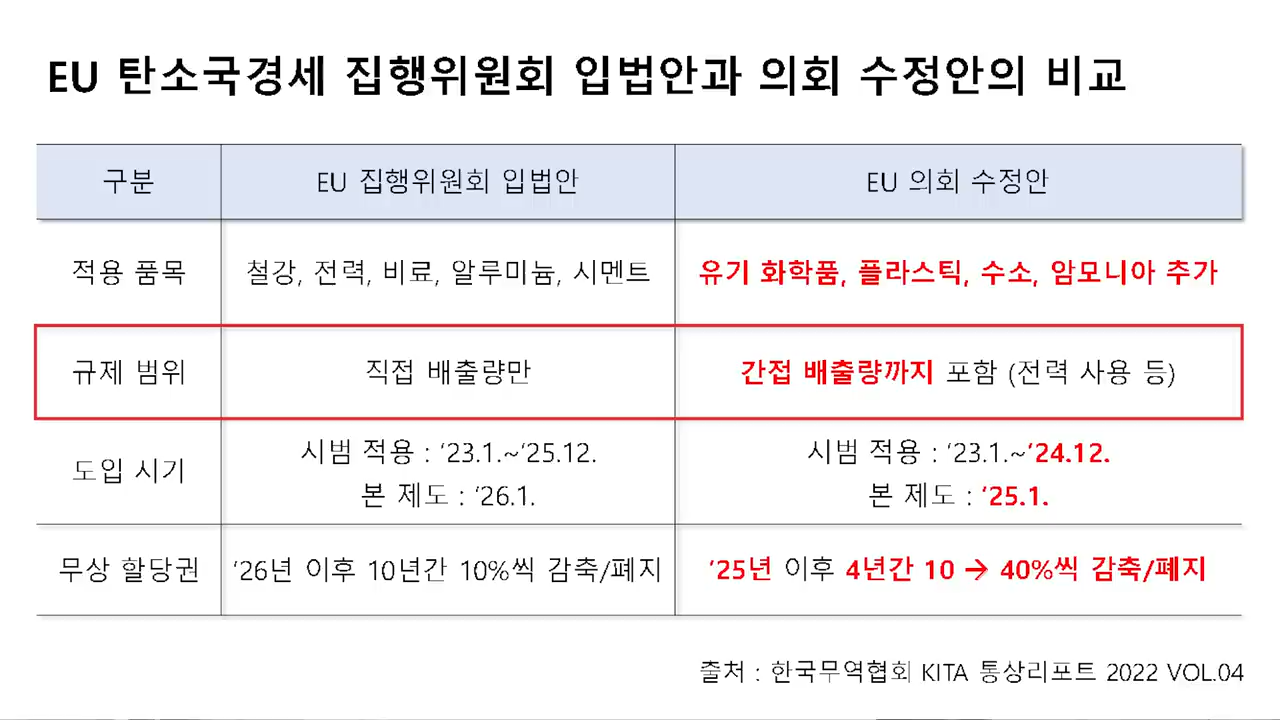 EU 탄소국경세 집행위원회 입법안과 의회 수정안의 비교
구분 EU 집행위원회 입법안 EU 의회 수정안
적용 품목 철강, 전력, 비료, 알루미늄, 시멘트 유기 화학품, 플라스틱, 수소, 암모니아 추가
규제 범위 직접 배출량만 간접 배출량까지 포함 (전력 사용 등)
도입 시기 시범 적용 : ‘23.1.~‘25.12. 시범 적용 : ‘23.1.~‘24.12.
본 제도 : ‘26.1. 본 제도 : ‘25.1.
무상 할당권 ‘26년 이후 10년간 10%씩 감축/폐지 ‘25년 이후 4년간 10 → 40%씩 감축/폐지
출처 : 한국무역협회 KITA 통상리포트 2022 VOL.04